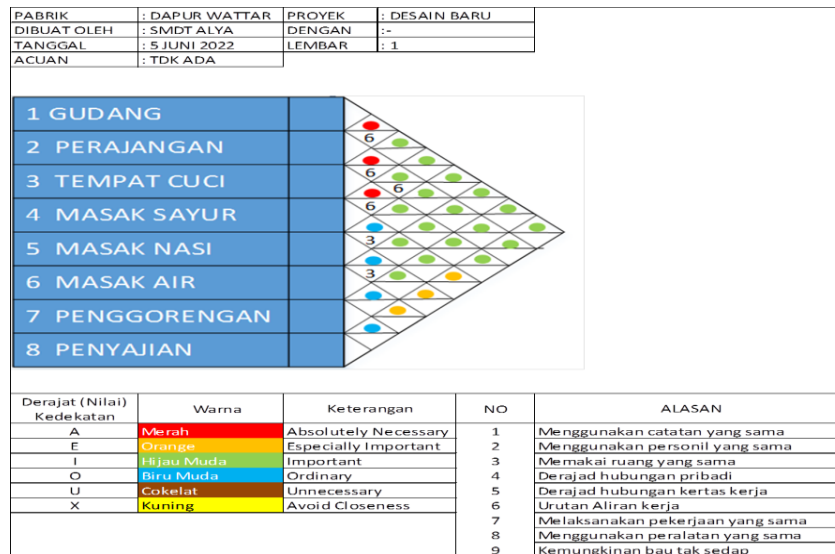 PABRIK : DAPUR WATTAR PROYEK : DESAIN BARU
DIBUAT OLEH : SMDT ALYA DENGAN :-
TANGGAL : 5 JUNI 2022 LEMBAR : 1
ACUAN : TDK ADA
1 GUDANG
6
2 PERAJANGAN
6
3 TEMPAT CUCI
6
6
4 MASAK SAYUR
3
5 MASAK NASI
3
6 MASAK AIR
7 PENGGORENGAN
8 PENYAJIAN
Derajat (Nilai) Kedekatan Warna Keterangan NO ALASAN
A Merah Absolutely Necessary 1 Menggunakan catatan yang sama
E Orange Especially Important 2 Menggunakan personil yang sama
I Hijau Muda Important 3 Memakai ruang yang sama
O Biru Muda Ordinary 4 Derajad hubungan pribadi
U Cokelat Unnecessary 5 Derajad hubungan kertas kerja
X Kuning Avoid Closeness 6 Urutan Aliran kerja
7 Melaksanakan pekerjaan yang sama
8 Menggunakan peralatan yang sama
9 Kemungkinan bau tak sedap